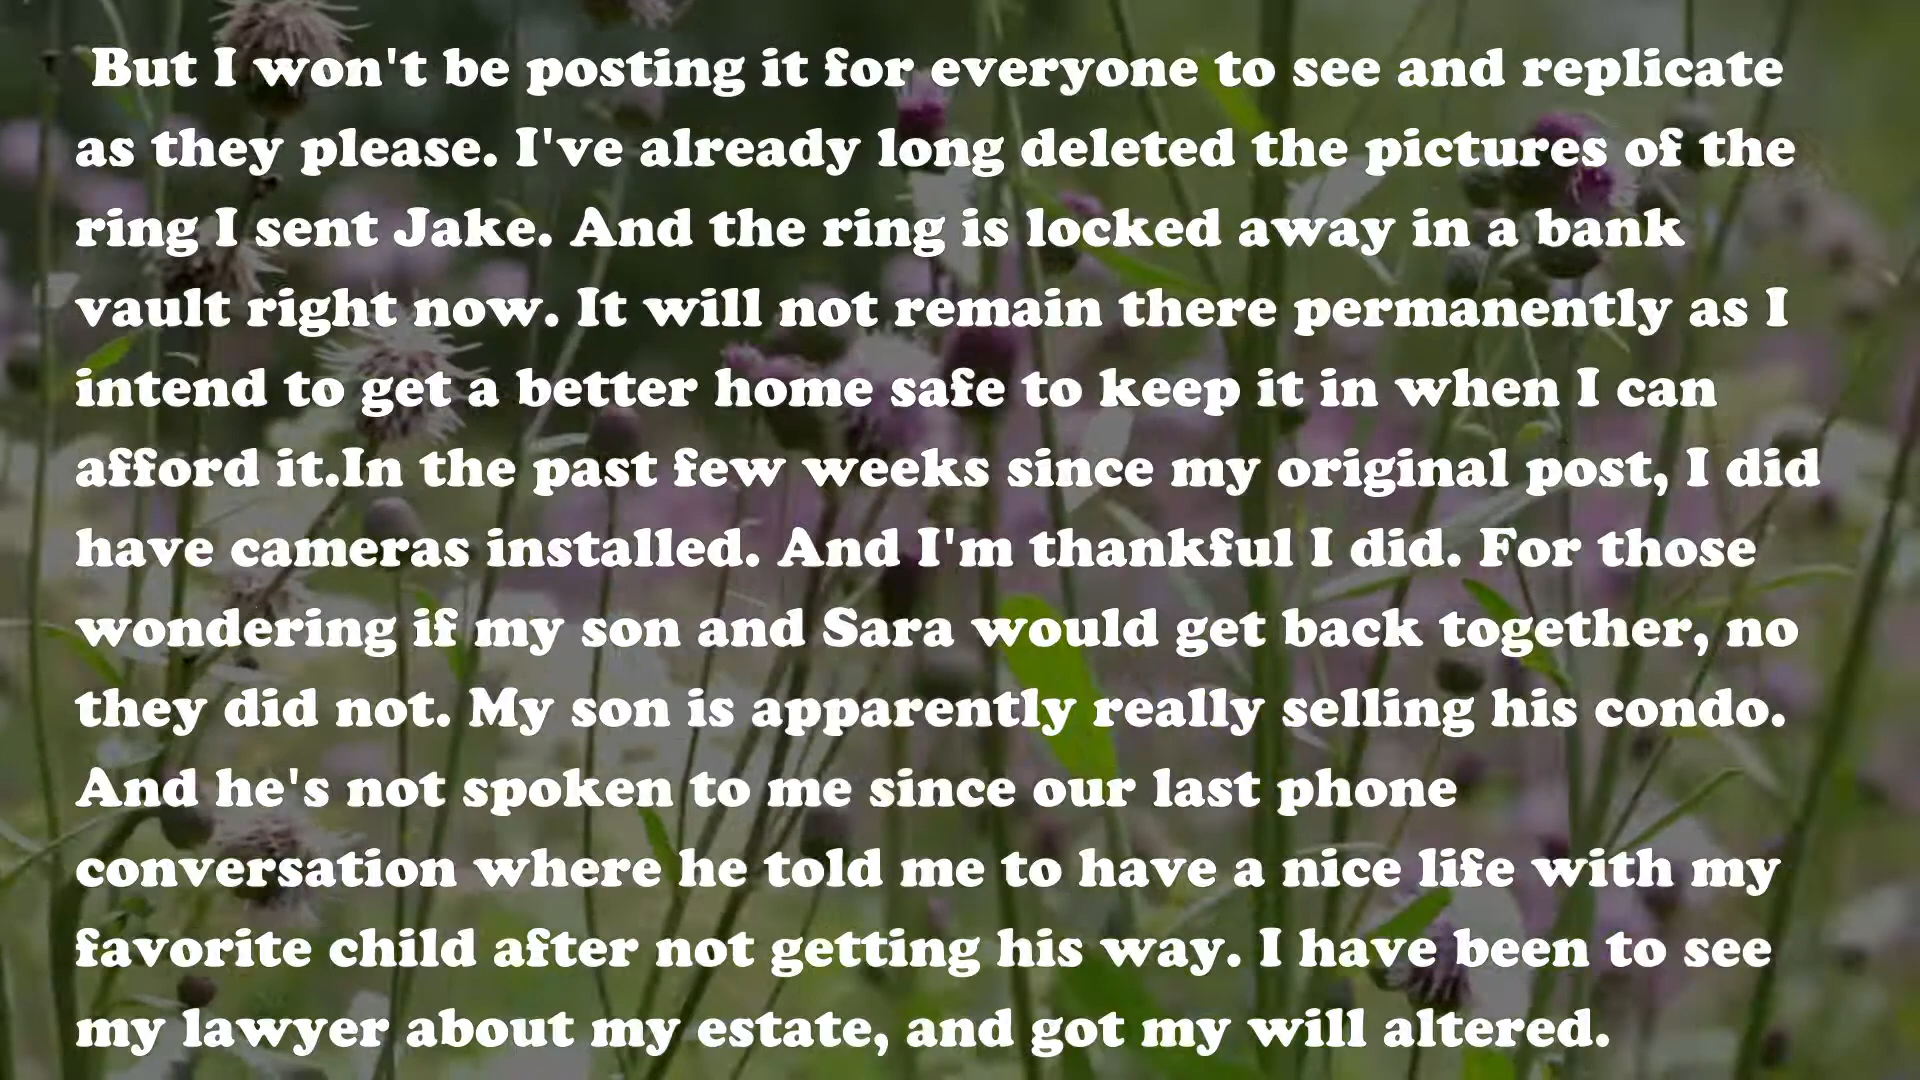 But I won't be posting it for everyone to see and replicate
as they please. I've already long deleted the pictures of the
ring I sent Jake. And the ring is locked away in a bank
vault right now. It will not remain there permanently as I
intend to get a better home safe to keep it in when I can
afford it.In the past few weeks since my original post, I did
have cameras installed. And I'm thankful I did. For those
wondering if my son and Sara would get back together, no
they did not. My son is apparently really selling his condo.
And he's not spoken to me since our last phone
conversation where he told me to have a nice life with my
favorite child after not getting his way. I have been to see
my lawyer about my estate, and got my will altered.